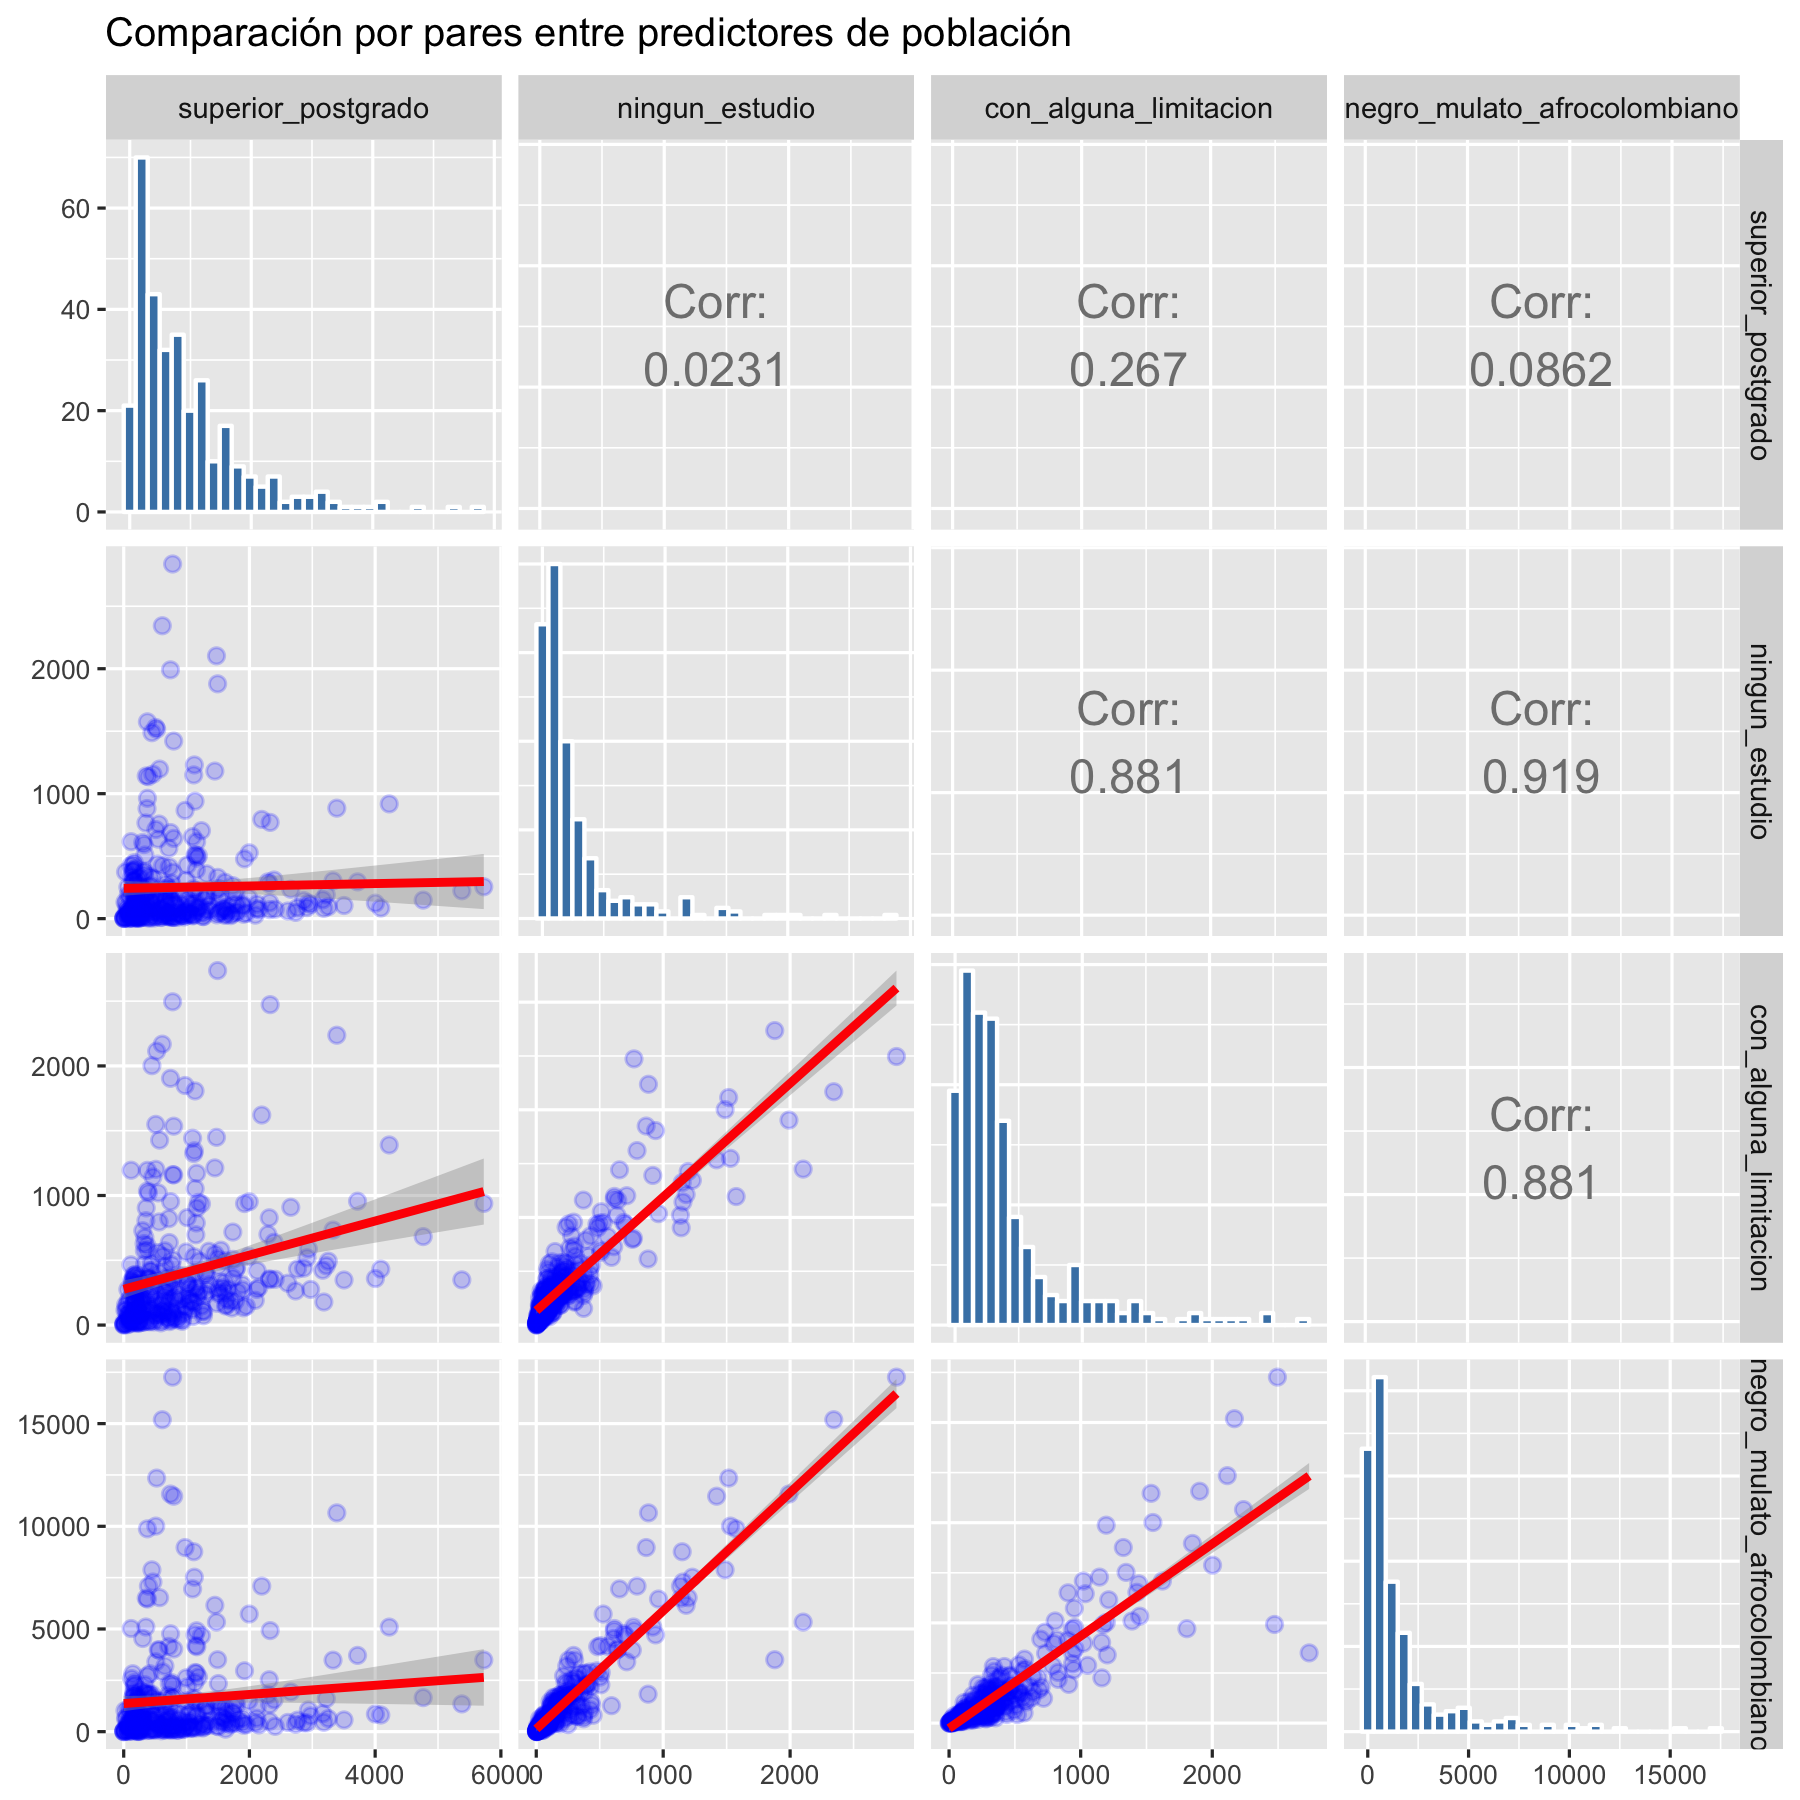 Comparación por pares entre predictores de población
superior_postgrado
ningun_estudio
con_alguna_limitacion
negro_mulato_afrocolombiano
60
40
20
0
Corr:
0.0231
Corr:
0.267
Corr:
0.0862
superior_postgrado
2000
1000
0
Corr:
0.881
Corr:
0.919
ningun_estudio
2000
1000
0
Corr:
0.881
con_alguna_limitacion
15000
10000
5000
0
negro_mulato_afrocolombiano
0
2000
4000
6000
0
1000
2000
0
1000
2000
0
5000
10000
15000